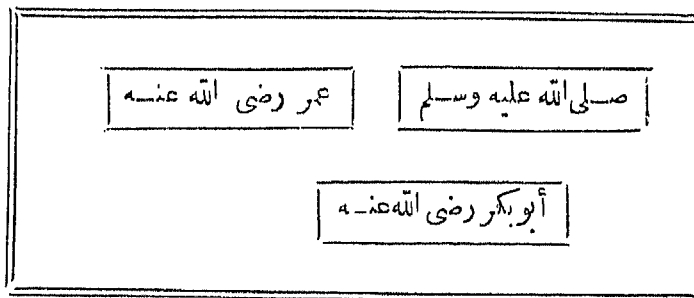 صلى الله عليه وسلم
عمر رضى الله عنه
أبو بكر رضى الله عنه